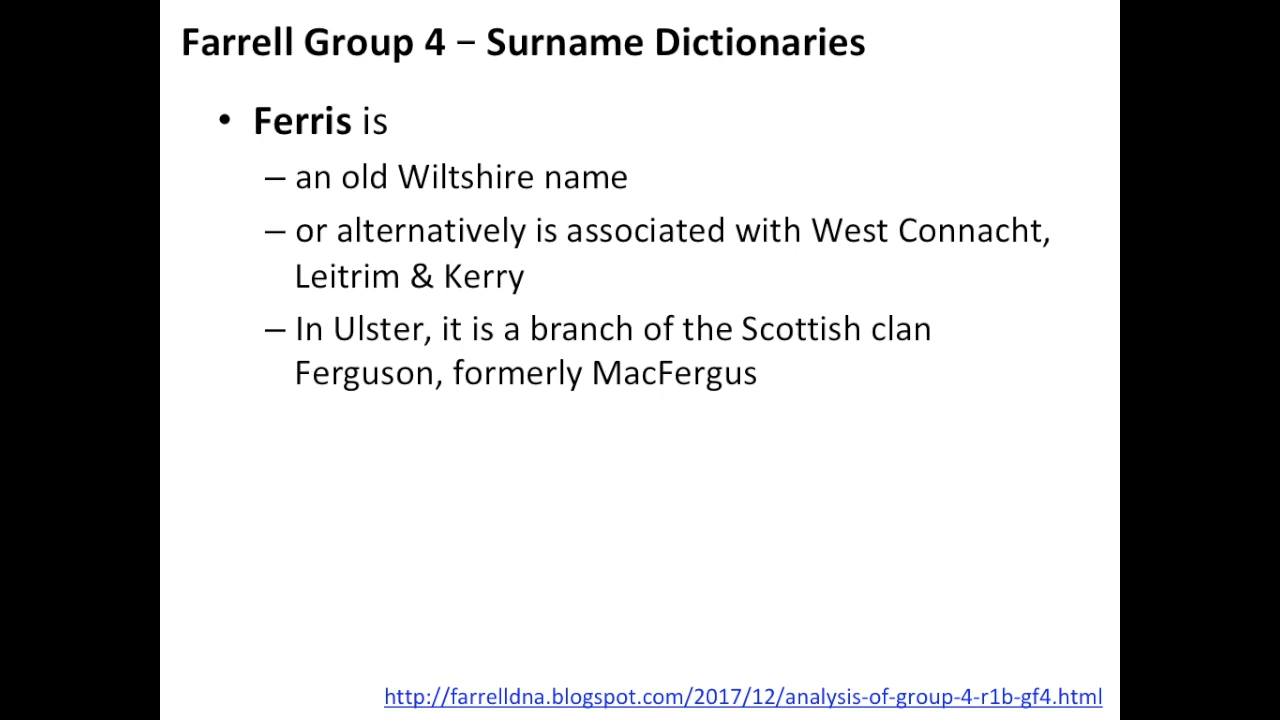 Farrell Group 4 – Surname Dictionaries
• Ferris is
– an old Wiltshire name
– or alternatively is associated with West Connacht,
Leitrim & Kerry
– In Ulster, it is a branch of the Scottish clan
Ferguson, formerly MacFergus
http://farrelldna.blogspot.com/2017/12/analysis-of-group-4-r1b-gf4.html